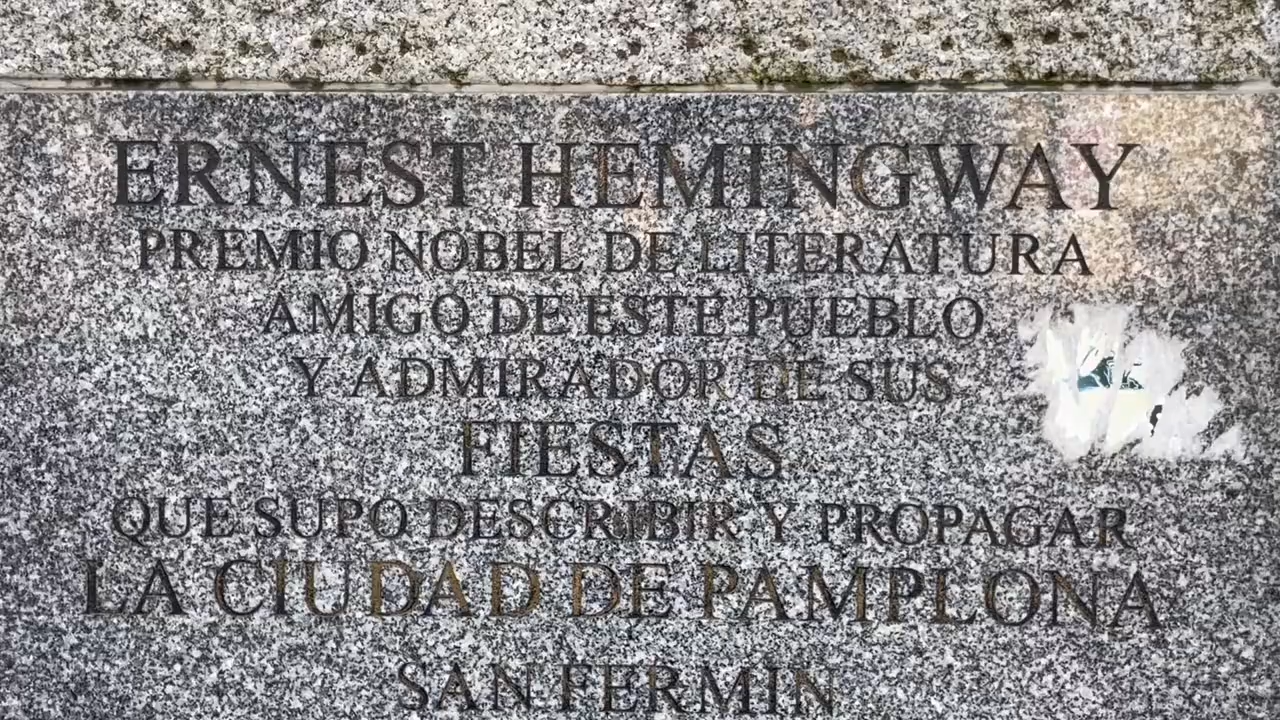 ERNEST HEMINGWAY
PREMIO NOBEL DE LITERATURA
AMIGO DE ESTE PUEBLO
Y ADMIRADOR DE SUS
FIESTAS
QUE SUPO DESCRIBIR Y PROPAGAR
LA CIUDAD DE PAMPLONA
SAN FERMIN